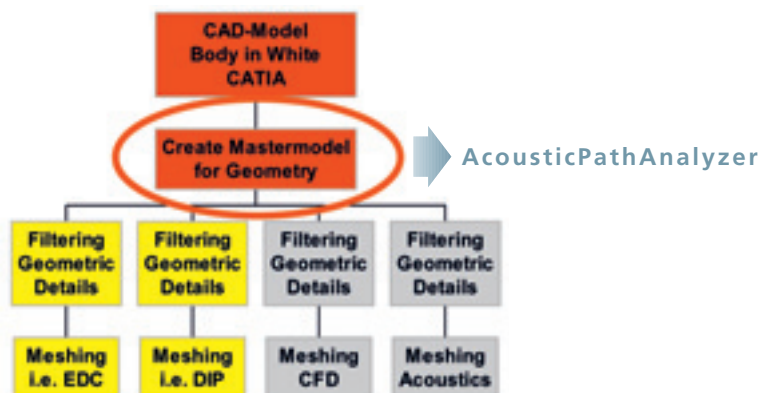 CAD-Model
Body in White
CATIA
Create Mastermodel
for Geometry
AcousticPathAnalyzer
Filtering
Geometric
Details
Filtering
Geometric
Details
Filtering
Geometric
Details
Filtering
Geometric
Details
Meshing
i.e. EDC
Meshing
i.e. DIP
Meshing
CFD
Meshing
Acoustics